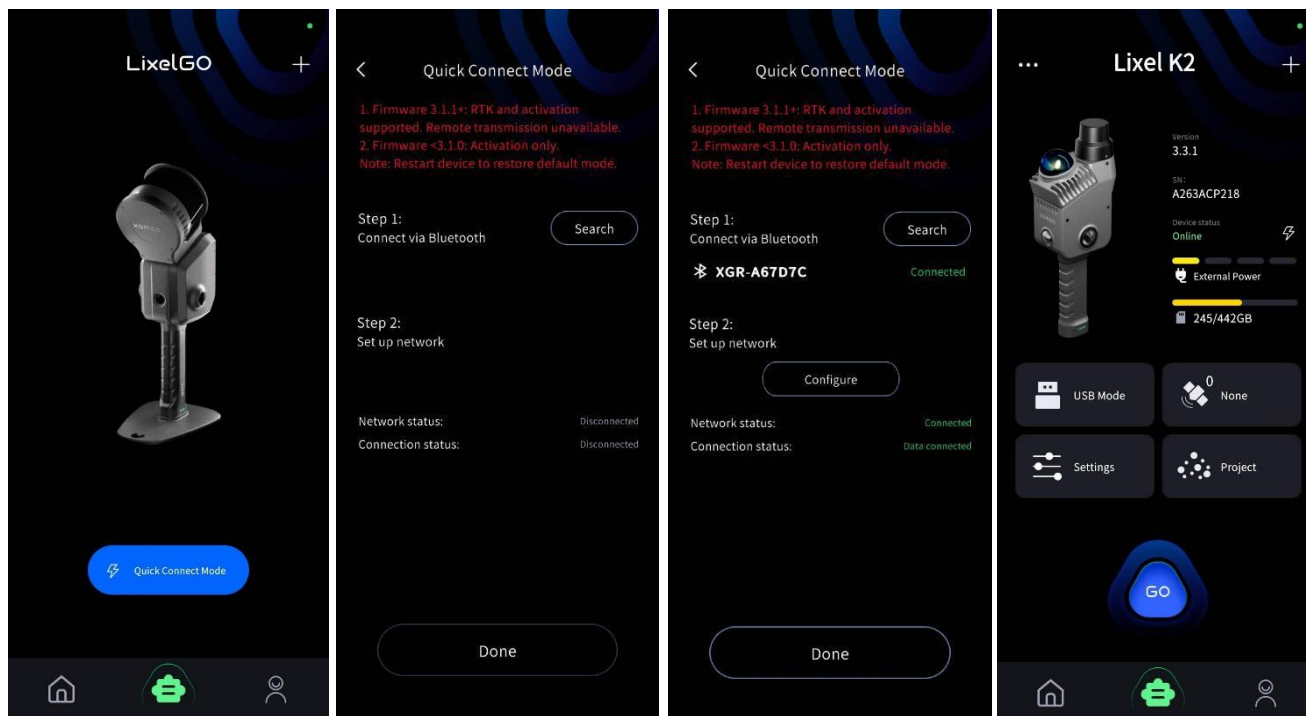 LixelGO
+
XGRIDS
Quick Connect Mode
Quick Connect Mode
1. Firmware 3.1.1+: RTK and activation
supported. Remote transmission unavailable.
2. Firmware <3.1.0: Activation only.
Note: Restart device to restore default mode.
Step 1:
Connect via Bluetooth
Search
Step 2:
Set up network
Network status:
Disconnected
Connection status:
Disconnected
Done
Quick Connect Mode
1. Firmware 3.1.1+: RTK and activation
supported. Remote transmission unavailable.
2. Firmware <3.1.0: Activation only.
Note: Restart device to restore default mode.
Step 1:
Connect via Bluetooth
Search
XGR-A67D7C
Connected
Step 2:
Set up network
Configure
Network status:
Connected
Connection status:
Data connected
Done
... Lixel K2 +
Version
3.3.1
SN:
A263ACP218
Device status
Online
External Power
245/442GB
USB Mode
0
None
Settings
Project
GO